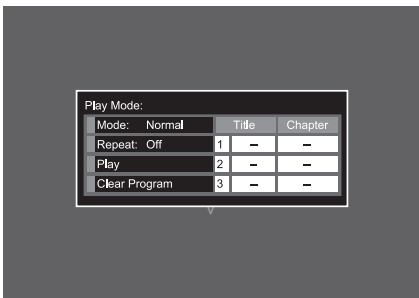 Play Mode:
Mode: Normal Title Chapter
Repeat: Off 1 – –
Play 2 – –
Clear Program 3 – –
v